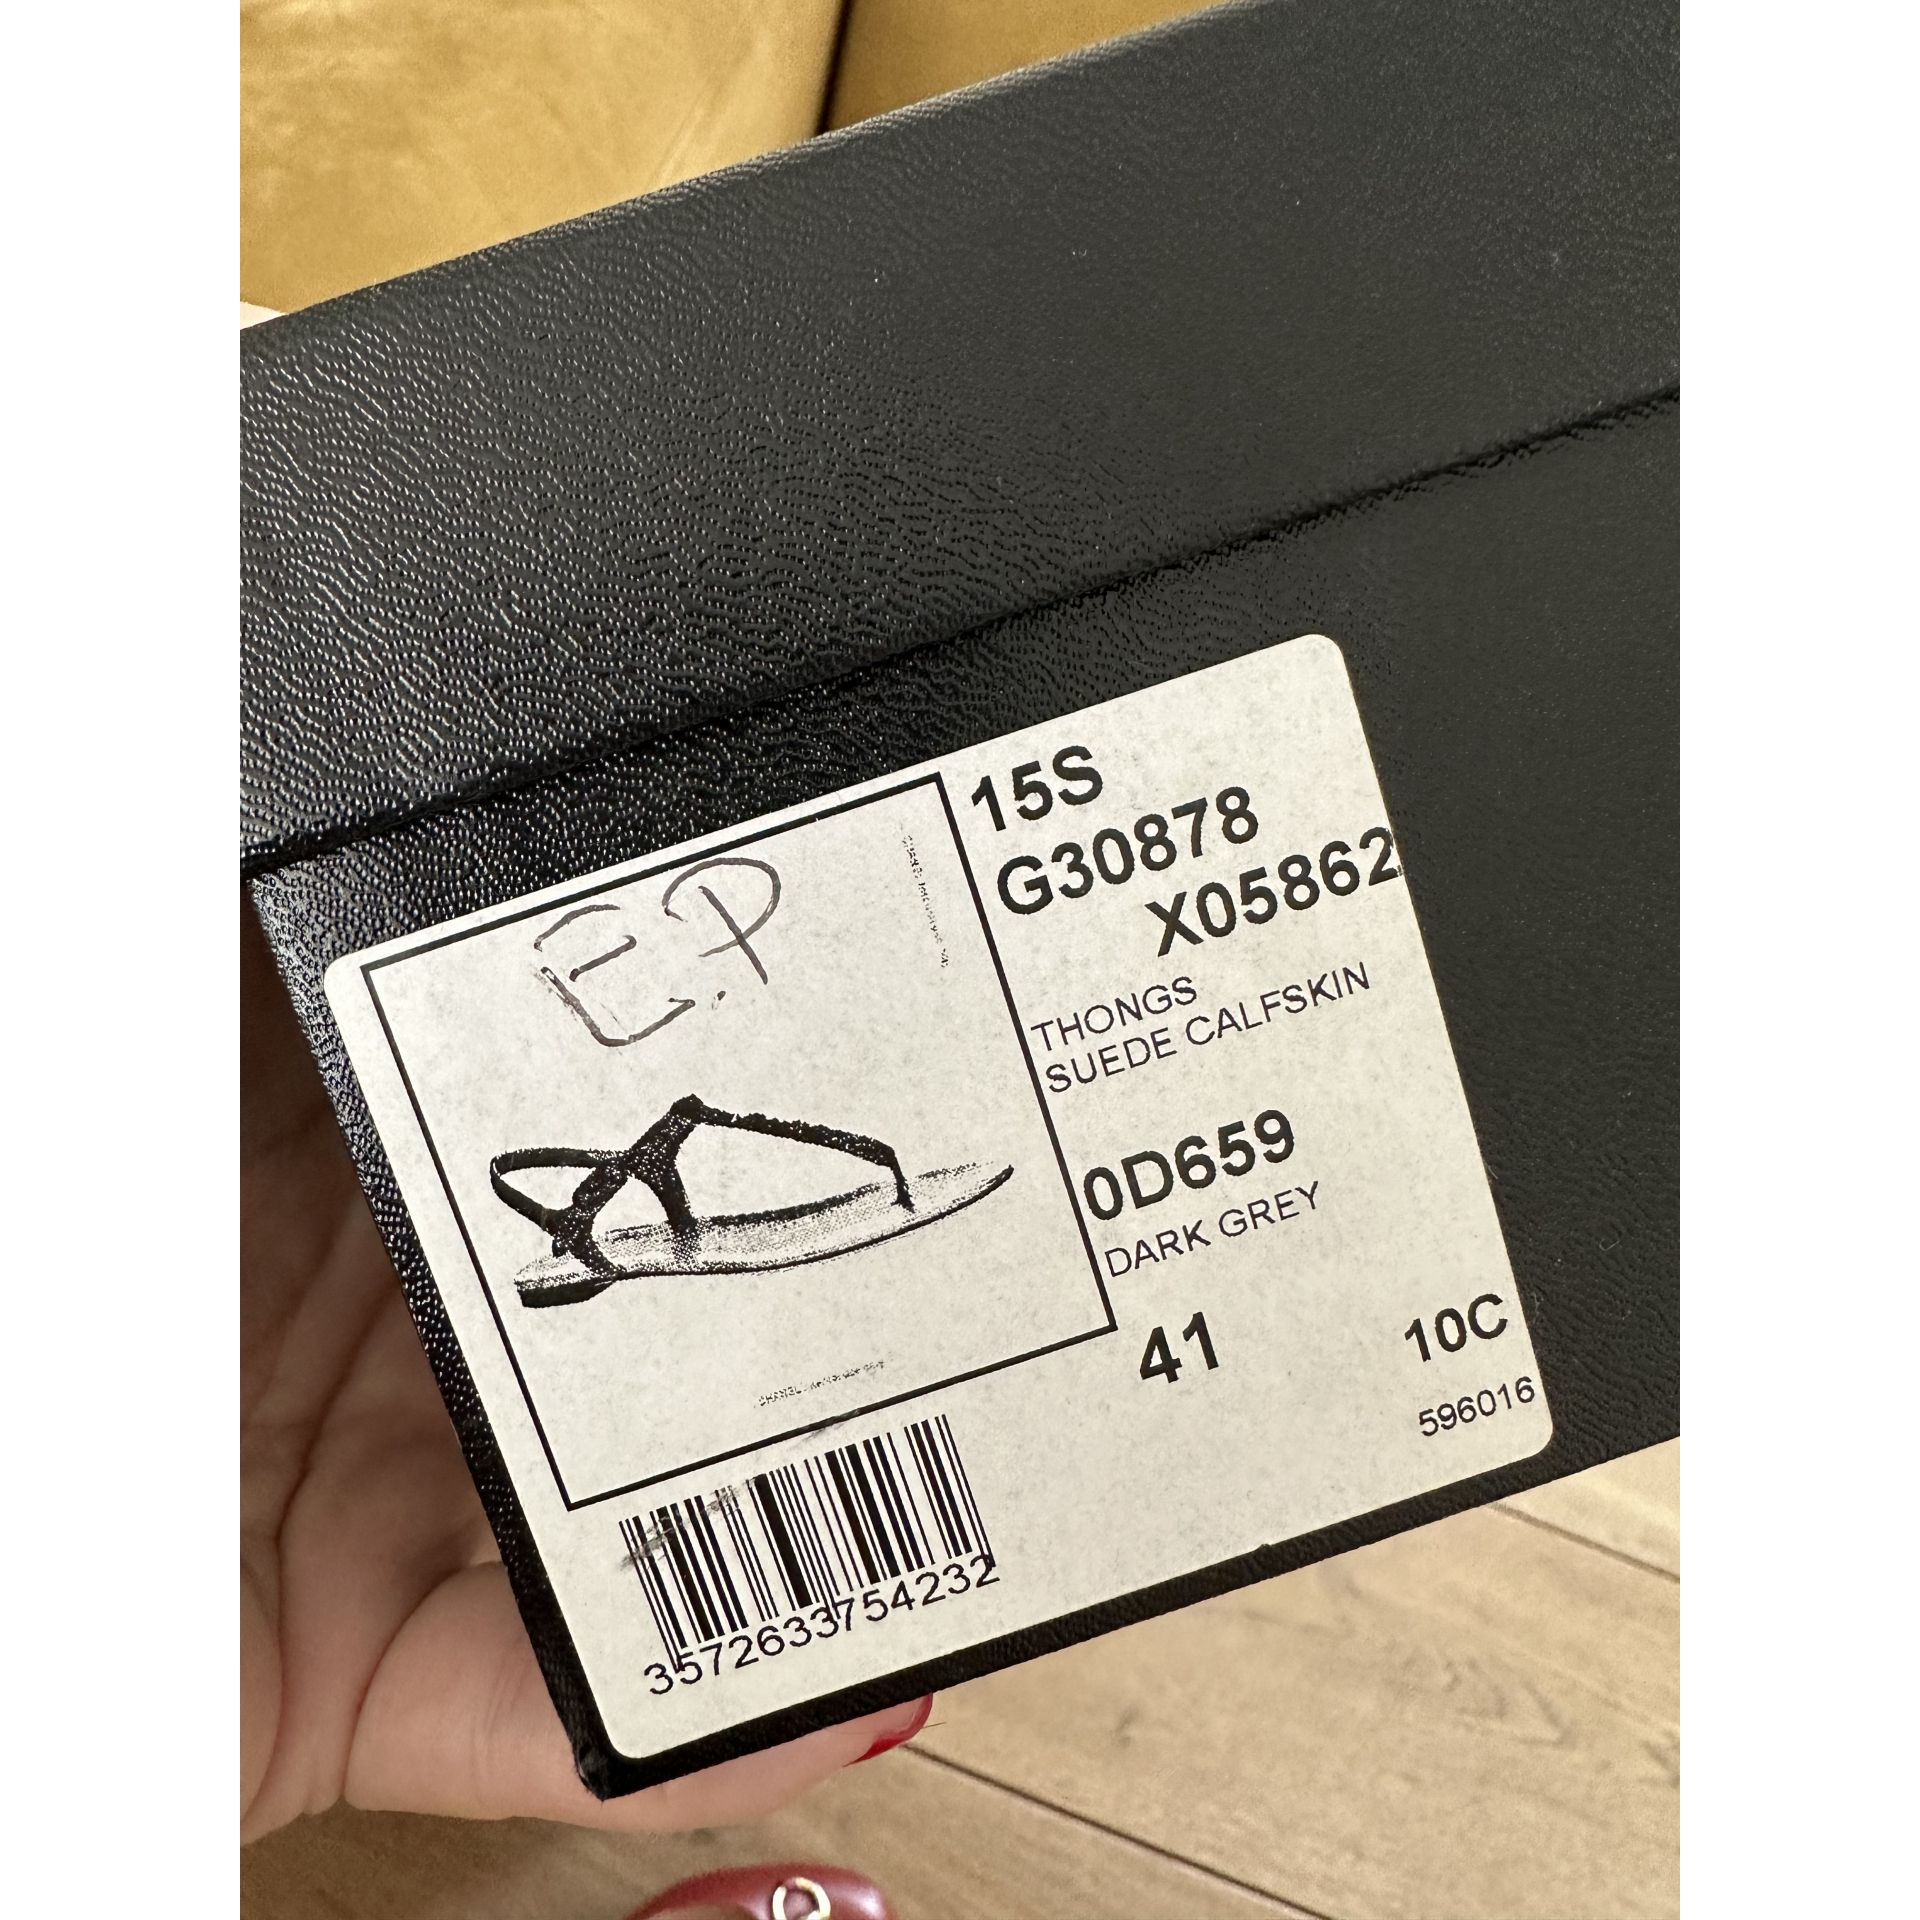 E.P
15S
G30878
X05862
THONGS
SUEDE CALFSKIN
0D659
DARK GREY
41 10C
596016
3572633754232